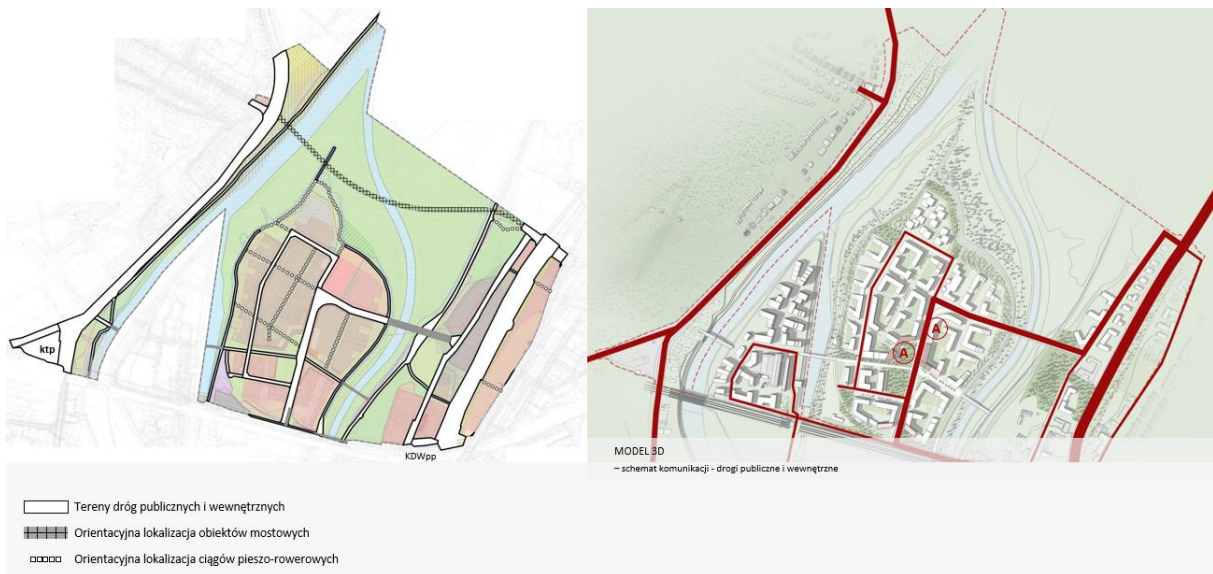 ktp
KDWpp
A
A
MODEL 3D
– schemat komunikacji - drogi publiczne i wewnętrzne
Tereny dróg publicznych i wewnętrznych
Orientacyjna lokalizacja obiektów mostowych
Orientacyjna lokalizacja ciągów pieszo-rowerowych